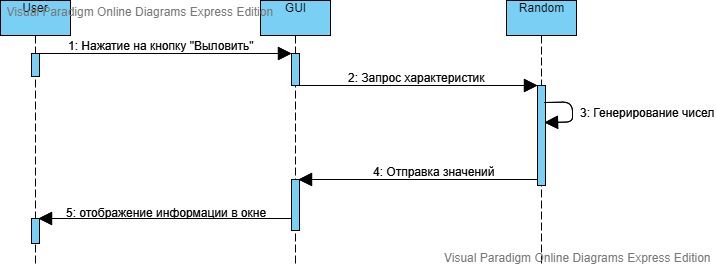 User
GUI
Random
Visual Paradigm Online Diagrams Express Edition
1: Нажатие на кнопку "Выловить"
2: Запрос характеристик
3: Генерирование чисел
4: Отправка значений
5: отображение информации в окне
Visual Paradigm Online Diagrams Express Edition